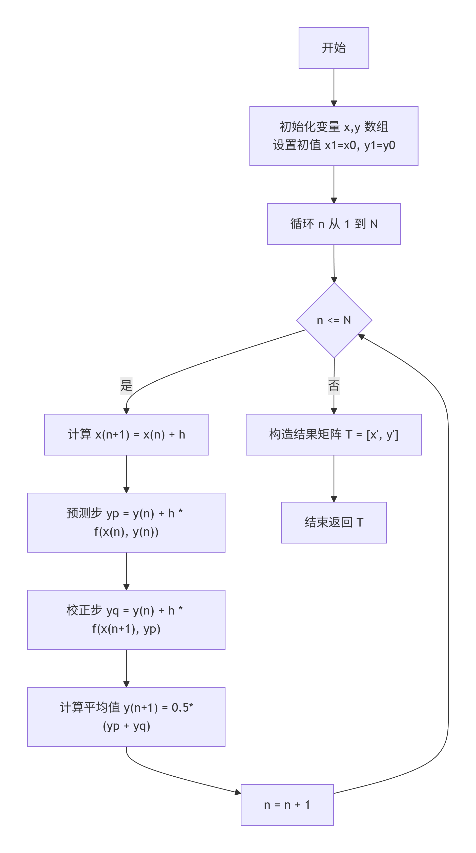 开始
初始化变量 x,y 数组
设置初值 x1=x0, y1=y0
循环 n 从 1 到 N
n <= N
是
否
计算 x(n+1) = x(n) + h
构造结果矩阵 T = [x', y']
预测步 yp = y(n) + h *
f(x(n), y(n))
结束返回 T
校正步 yq = y(n) + h *
f(x(n+1), yp)
计算平均值 y(n+1) = 0.5*
(yp + yq)
n = n + 1